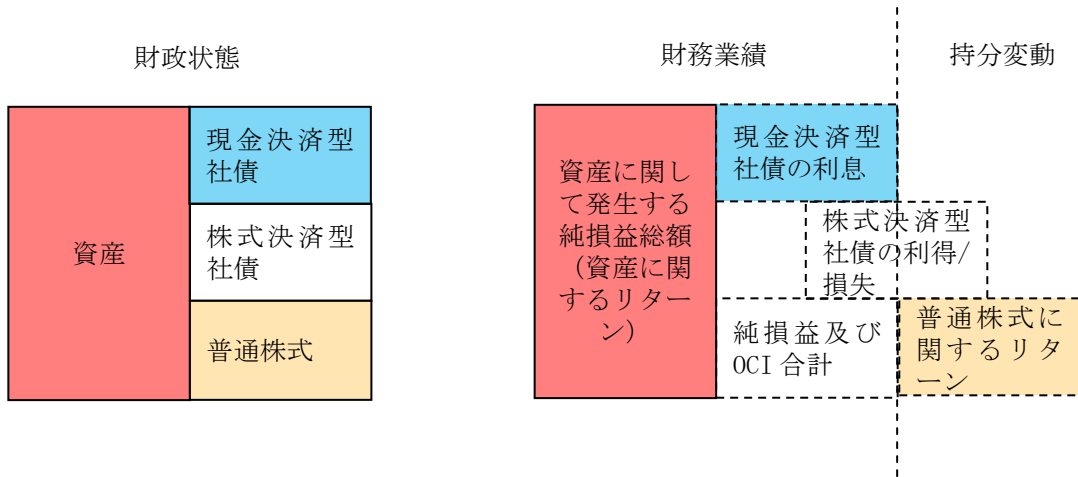 財政状態
現金決済型
社債
資産
株式決済型
社債
普通株式
財務業績
持分変動
資産に関し
て発生する
純損益総額
（資産に関
するリター
ン）
現金決済型
社債の利息
株式決済型
社債の利得/
損失
純損益及び
OCI 合計
普通株式に
関するリタ
ーン